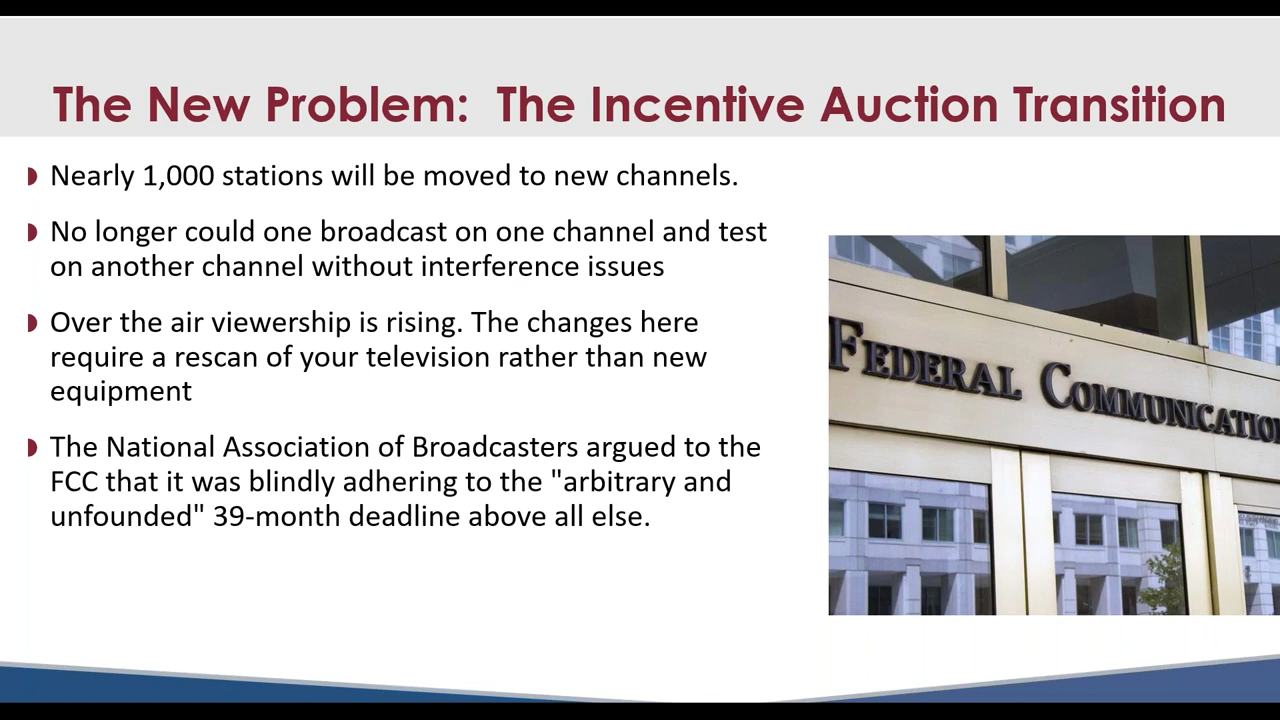 The New Problem:  The Incentive Auction Transition
Nearly 1,000 stations will be moved to new channels.
No longer could one broadcast on one channel and test
on another channel without interference issues
Over the air viewership is rising. The changes here
require a rescan of your television rather than new
equipment
The National Association of Broadcasters argued to the
FCC that it was blindly adhering to the "arbitrary and
unfounded" 39-month deadline above all else.
FEDERAL COMMUNICATIO